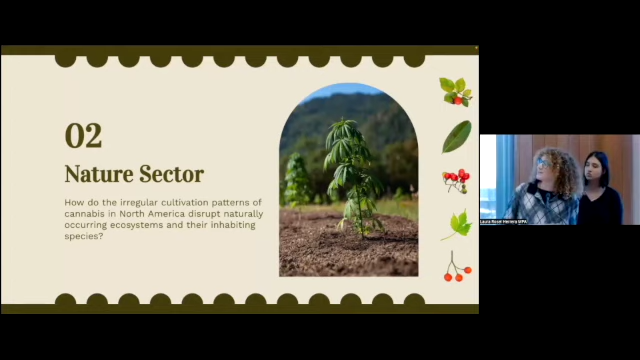 02
Nature Sector
How do the irregular cultivation patterns of
cannabis in North America disrupt naturally
occurring ecosystems and their inhabiting
species?